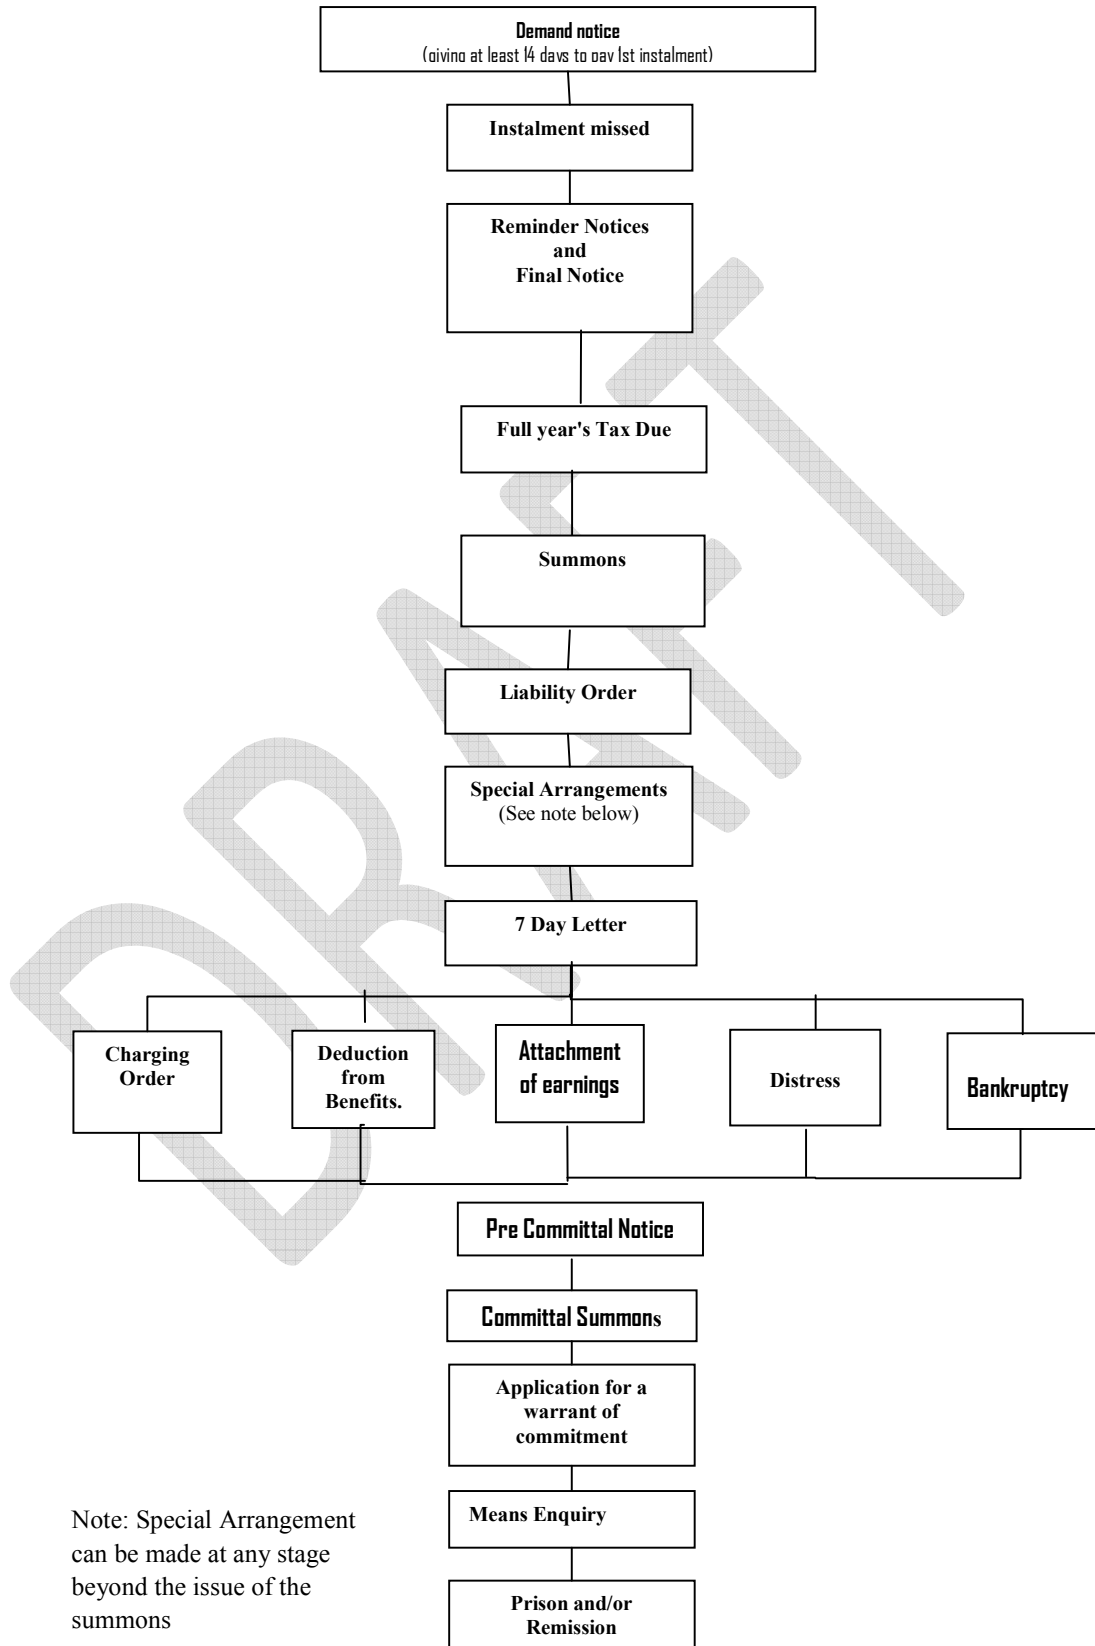 Demand notice
(giving at least 14 days to pay 1st instalment)
Instalment missed
Reminder Notices
and
Final Notice
Full year's Tax Due
Summons
Liability Order
Special Arrangements
(See note below)
7 Day Letter
Charging
Order
Deduction
from
Benefits.
Attachment
of earnings
Distress
Bankruptcy
Pre Committal Notice
Committal Summons
Application for a
warrant of
commitment
Means Enquiry
Prison and/or
Remission
Note: Special Arrangement
can be made at any stage
beyond the issue of the
summons
DRAFT